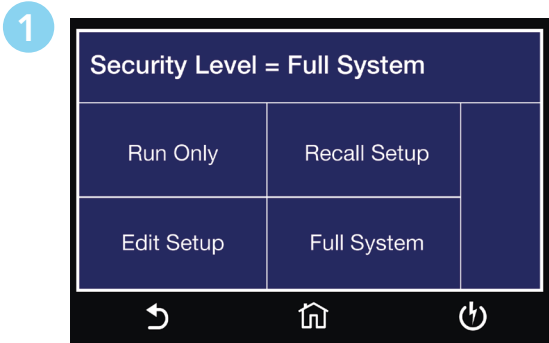 1
Security Level = Full System
Run Only
Recall Setup
Edit Setup
Full System